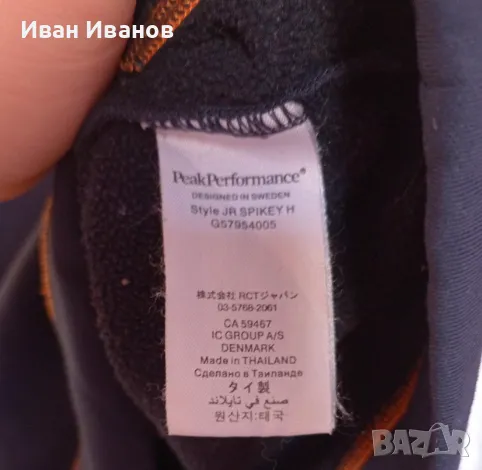 Иван Иванов
PeakPerformance®
DESIGNED IN SWEDEN
Style JR SPIKEY H
G57954005
株式会社 RCTジャパン
03-5768-2061
CA 59467
IC GROUP A/S
DENMARK
Made in THAILAND
Сделано в Таиланде
タイ製
صنع في تايلاند
원산지:태국
BAZAR